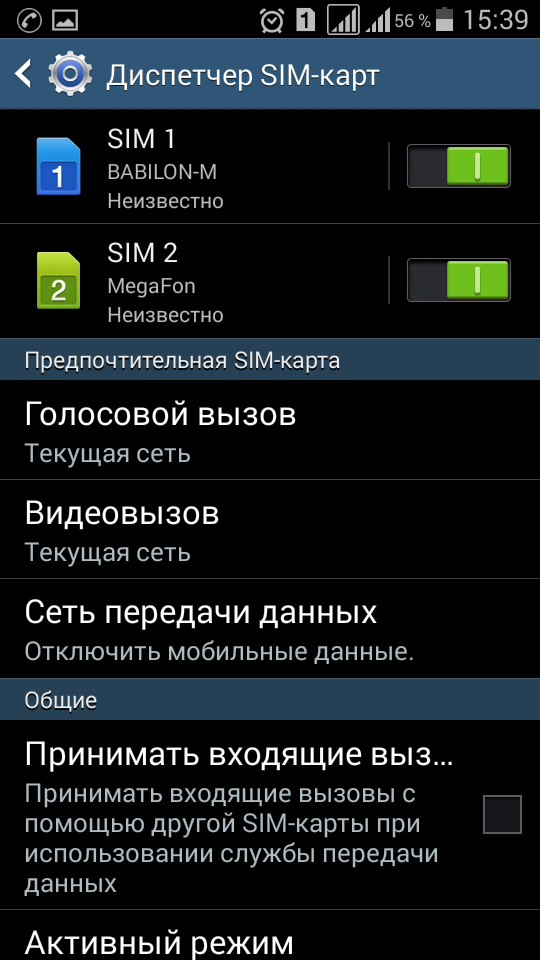 1 56 % 15:39
Диспетчер SIM-карт
SIM 1
1
BABILON-M
Неизвестно
SIM 2
2
MegaFon
Неизвестно
Предпочтительная SIM-карта
Голосовой вызов
Текущая сеть
Видеовызов
Текущая сеть
Сеть передачи данных
Отключить мобильные данные.
Общие
Принимать входящие выз...
Принимать входящие вызовы с
помощью другой SIM-карты при
использовании службы передачи
данных
Активный режим